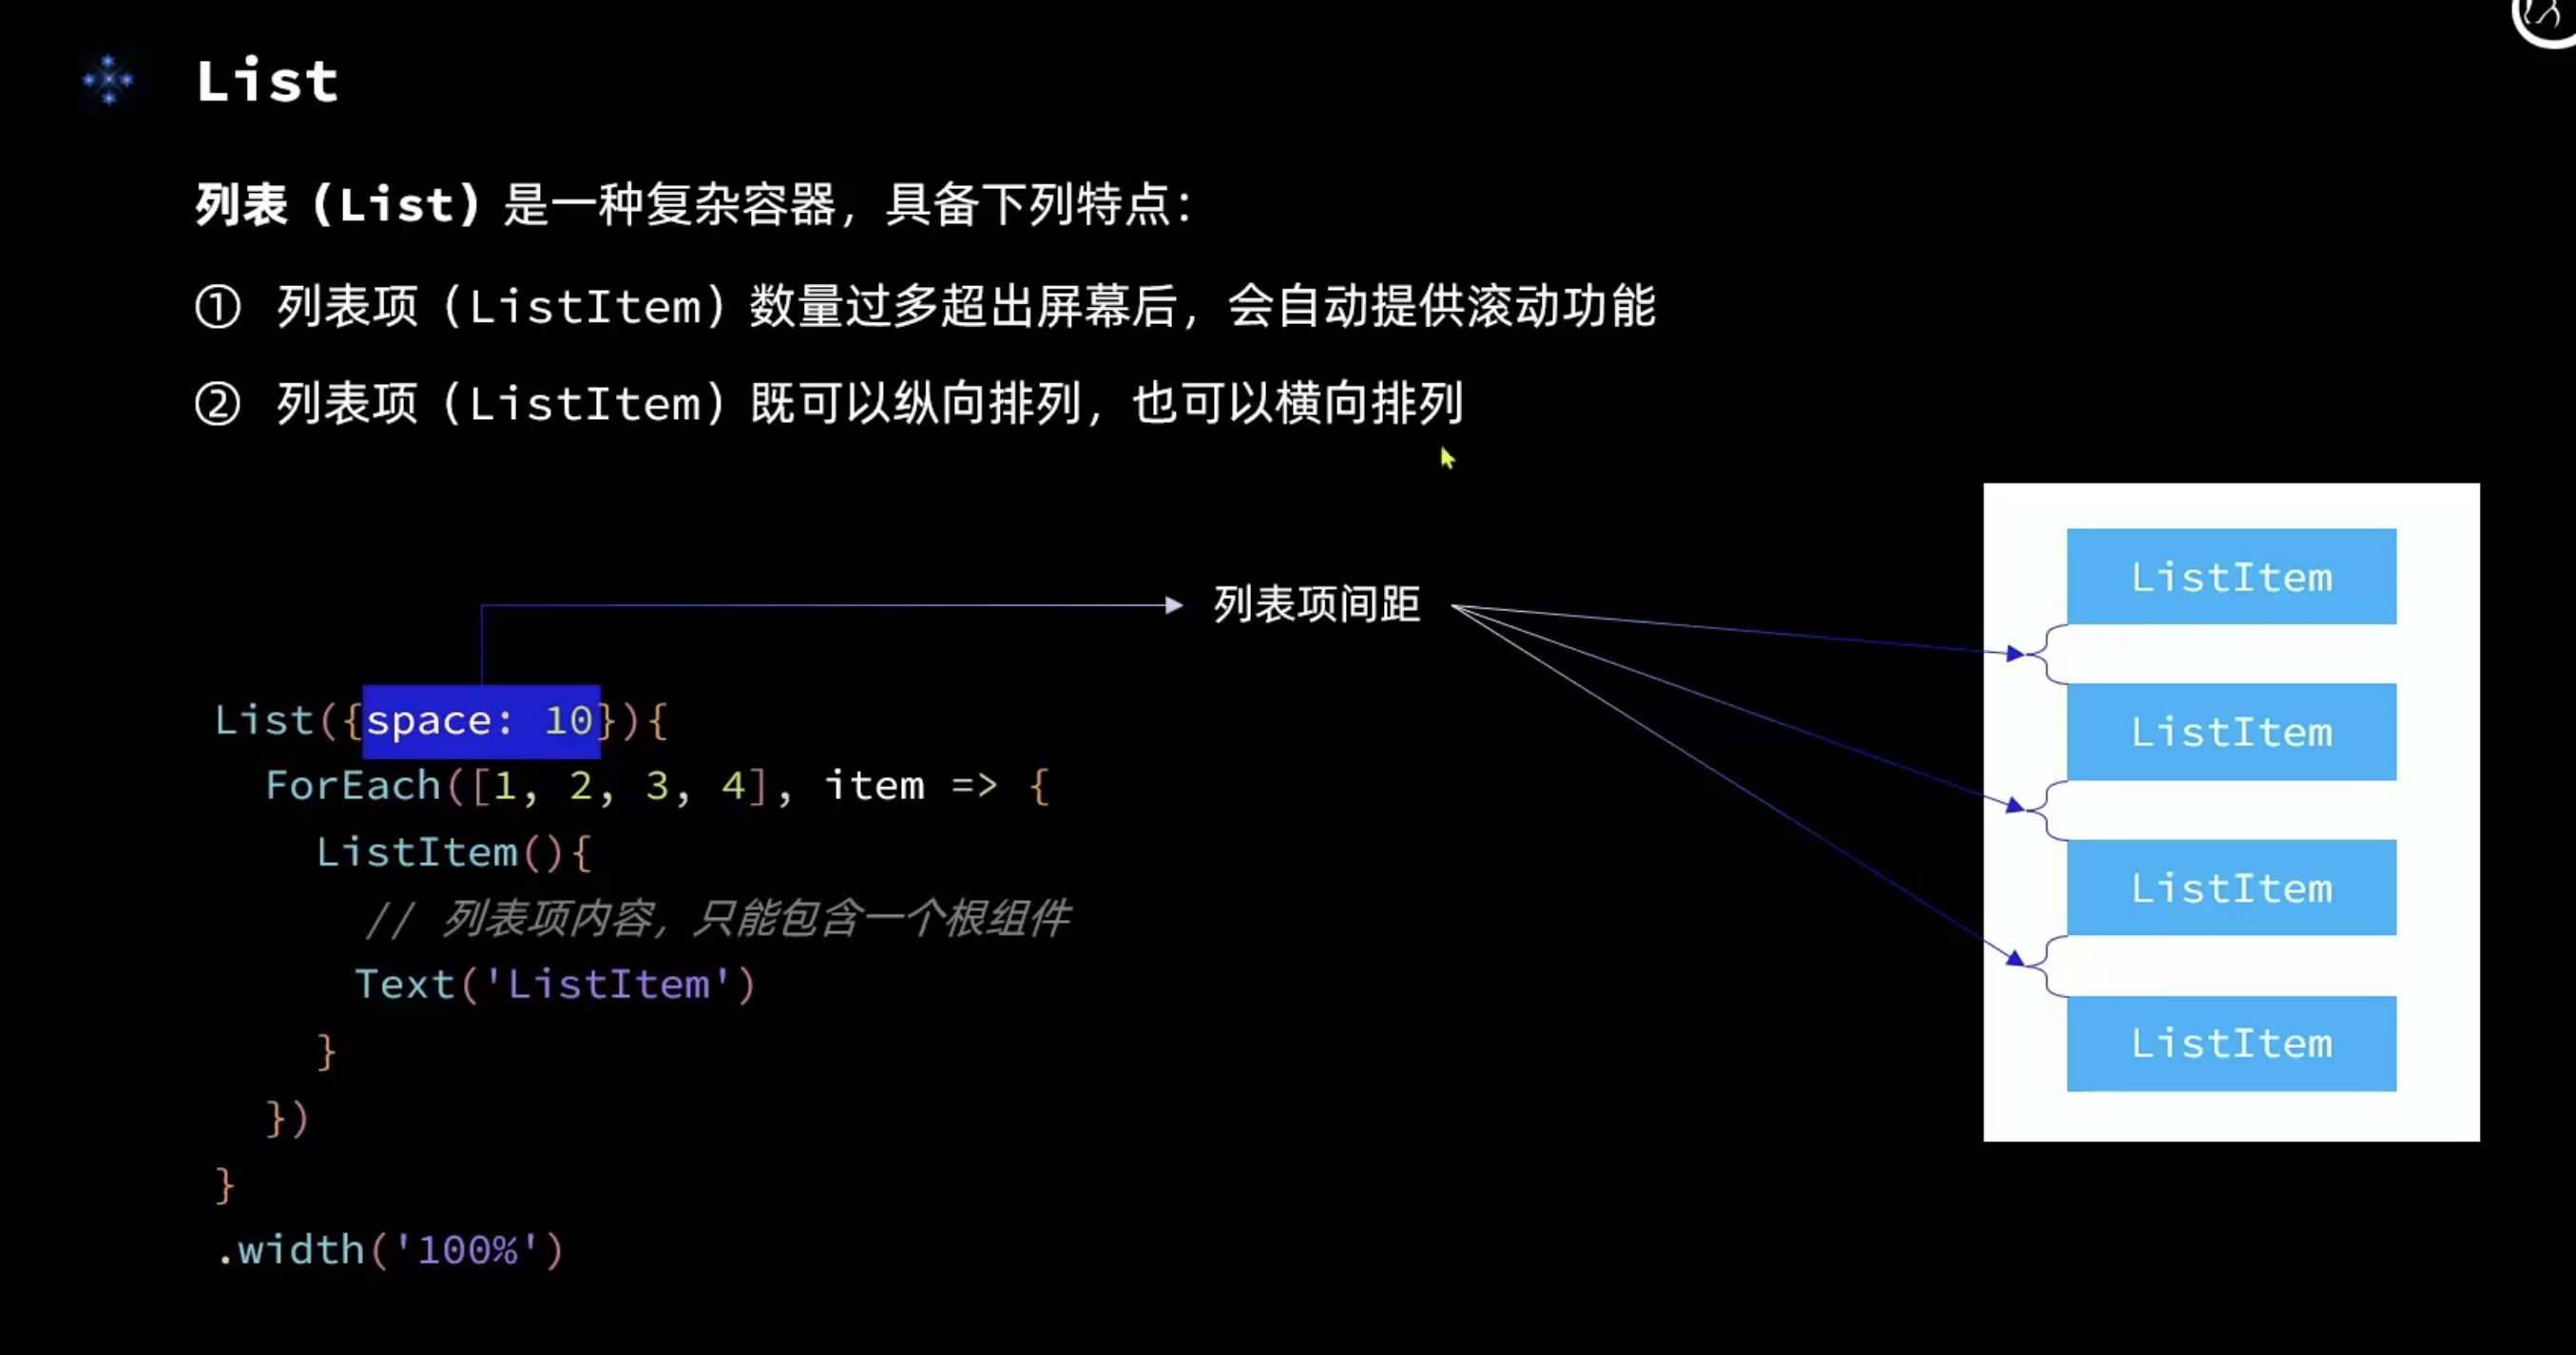 List
列表（List）是一种复杂容器，具备下列特点：
① 列表项（ListItem）数量过多超出屏幕后，会自动提供滚动功能
② 列表项（ListItem）既可以纵向排列，也可以横向排列
列表项间距
List({space: 10}){
ForEach([1, 2, 3, 4], item => {
ListItem(){
// 列表项内容，只能包含一个根组件
Text('ListItem')
}
})
}
.width('100%')
ListItem
ListItem
ListItem
ListItem